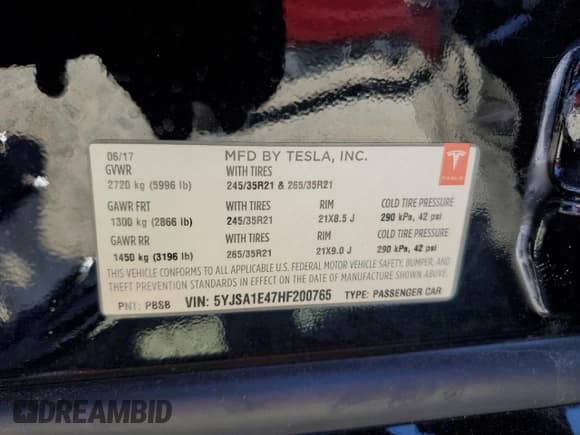 06/17 MFD BY TESLA, INC.
GVWR WITH TIRES
2720 kg (5996 lb) 245/35R21 & 265/35R21
GAWR FRT WITH TIRES RIM COLD TIRE PRESSURE
1300 kg (2866 lb) 245/35R21 21X8.5 J 290 kPa, 42 psi
GAWR RR WITH TIRES RIM COLD TIRE PRESSURE
1450 kg (3196 lb) 265/35R21 21X9.0 J 290 kPa, 42 psi
THIS VEHICLE CONFORMS TO ALL APPLICABLE U.S. FEDERAL MOTOR VEHICLE SAFETY, BUMPER, AND
THEFT PREVENTION STANDARDS IN EFFECT ON THE DATE OF MANUFACTURE SHOWN ABOVE.
PNT: PBSB VIN: 5YJSA1E47HF200765 TYPE: PASSENGER CAR
DREAMBID